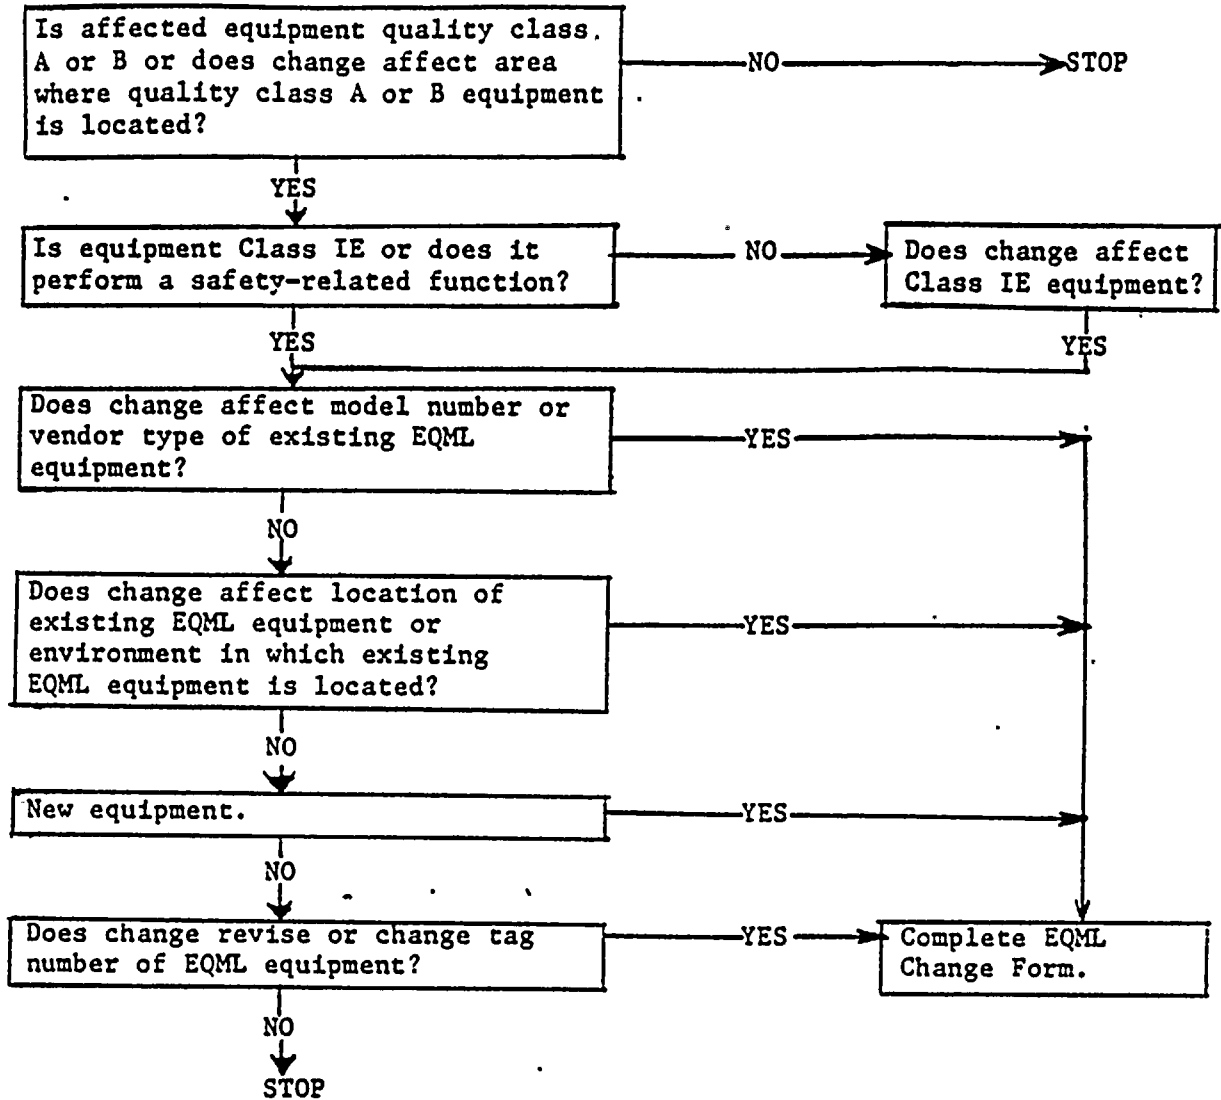 Is affected equipment quality class.
A or B or does change affect area
where quality class A or B equipment
is located?
NO
STOP
YES
Is equipment Class IE or does it
perform a safety-related function?
NO
Does change affect
Class IE equipment?
YES
YES
Does change affect model number or
vendor type of existing EQML
equipment?
YES
NO
Does change affect location of
existing EQML equipment or
environment in which existing
EQML equipment is located?
YES
NO
New equipment.
YES
NO
Does change revise or change tag
number of EQML equipment?
YES
Complete EQML
Change Form.
NO
STOP